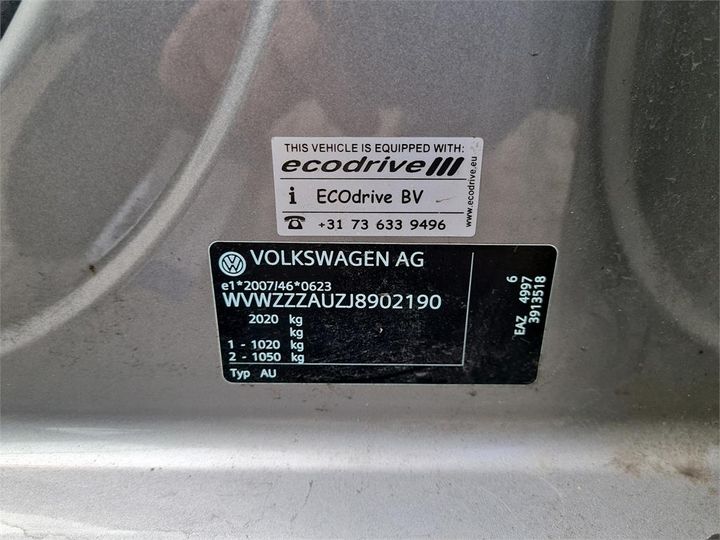 THIS VEHICLE IS EQUIPPED WITH:
ecodrive
i ECOdrive BV
+31 73 633 9496
www.ecodrive.eu
VOLKSWAGEN AG
e1*2007/46*0623
WVWZZZAUZJ8902190
2020 kg
kg
1 - 1020 kg
2 - 1050 kg
Typ AU
6
EAZ 4997
3913518